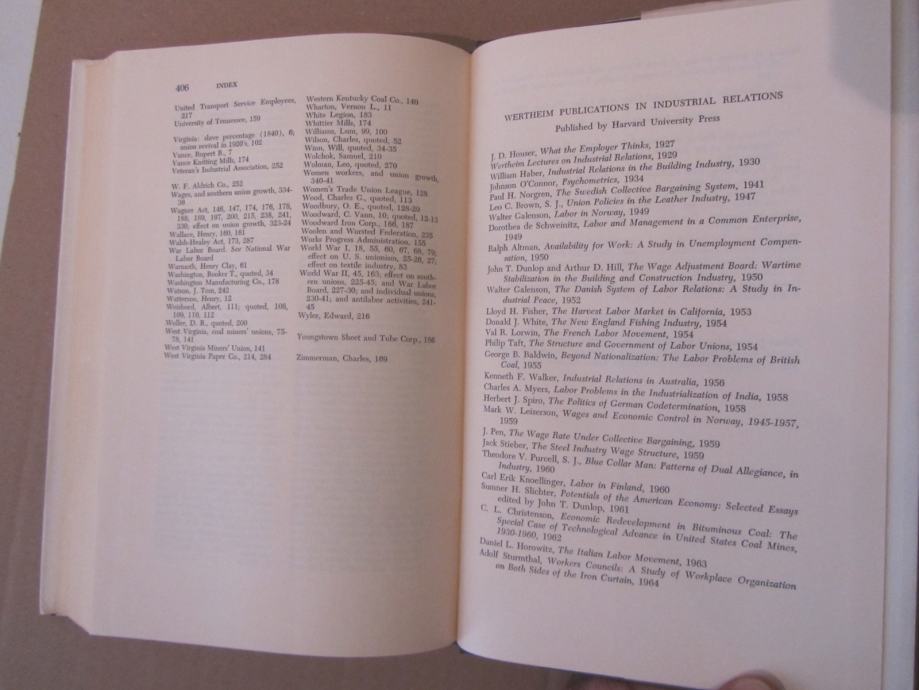 406 INDEX
United Transport Service Employees,
217
University of Tennessee, 159
Virginia: slave percentage (1840), 6;
union revival in 1920's, 102
Vance, Rupert B., 7
Vance Knitting Mills, 174
Veteran's Industrial Association, 252
W. F. Aldrich Co., 252
Wages, and southern union growth, 334-
38
Wagner Act, 146, 147, 174, 176, 178,
188, 189, 197, 200, 213, 238, 241,
330; effect on union growth, 323-24
Wallace, Henry, 160, 161
Walsh-Healey Act, 173, 287
War Labor Board. See National War
Labor Board
Warmoth, Henry Clay, 61
Washington, Booker T., quoted, 34
Washington Manufacturing Co., 178
Watson, J. Tom, 242
Watterson, Henry, 12
Weinhard, Albert, 111; quoted, 108,
109, 110, 112
Weller, D. R., quoted, 200
West Virginia, coal miners' unions, 75-
78, 141
West Virginia Miners' Union, 141
West Virginia Paper Co., 214, 284
Western Kentucky Coal Co., 140
Wharton, Vernon L., 11
White Legion, 183
Whittier Mills, 174
Williams, Lum, 99, 100
Wilson, Charles, quoted, 52
Winn, Will, quoted, 34-35
Wolchok, Samuel, 210
Wolman, Leo, quoted, 270
Women workers, and union growth,
340-41
Women's Trade Union League, 128
Wood, Charles G., quoted, 113
Woodbury, O. E., quoted, 128-29
Woodward, C. Vann, 10; quoted, 12-13
Woodward Iron Corp., 166, 187
Woolen and Worsted Federation, 235
Works Progress Administration, 155
World War I, 18, 55, 60, 67, 68, 79;
effect on U. S. unionism, 25-26, 27;
effect on textile industry, 83
World War II, 45, 163; effect on south-
ern unions, 225-45; and War Labor
Board, 227-30; and individual unions,
230-41; and antilabor activities, 241-
45
Wyler, Edward, 216
Youngstown Sheet and Tube Corp., 166
Zimmerman, Charles, 169
WERTHEIM PUBLICATIONS IN INDUSTRIAL RELATIONS
Published by Harvard University Press
J. D. Houser, What the Employer Thinks, 1927
Wertheim Lectures on Industrial Relations, 1929
William Haber, Industrial Relations in the Building Industry, 1930
Johnson O'Connor, Psychometrics, 1934
Paul H. Norgren, The Swedish Collective Bargaining System, 1941
Leo C. Brown, S. J., Union Policies in the Leather Industry, 1947
Walter Galenson, Labor in Norway, 1949
Dorothea de Schweinitz, Labor and Management in a Common Enterprise,
1949
Ralph Altman, Availability for Work: A Study in Unemployment Compen-
sation, 1950
John T. Dunlop and Arthur D. Hill, The Wage Adjustment Board: Wartime
Stabilization in the Building and Construction Industry, 1950
Walter Galenson, The Danish System of Labor Relations: A Study in In-
dustrial Peace, 1952
Lloyd H. Fisher, The Harvest Labor Market in California, 1953
Donald J. White, The New England Fishing Industry, 1954
Val R. Lorwin, The French Labor Movement, 1954
Philip Taft, The Structure and Government of Labor Unions, 1954
George B. Baldwin, Beyond Nationalization: The Labor Problems of British
Coal, 1955
Kenneth F. Walker, Industrial Relations in Australia, 1956
Charles A. Myers, Labor Problems in the Industrialization of India, 1958
Herbert J. Spiro, The Politics of German Codetermination, 1958
Mark W. Leiserson, Wages and Economic Control in Norway, 1945-1957,
1959
J. Pen, The Wage Rate Under Collective Bargaining, 1959
Jack Stieber, The Steel Industry Wage Structure, 1959
Theodore V. Purcell, S. J., Blue Collar Man: Patterns of Dual Allegiance, in
Industry, 1960
Carl Erik Knoellinger, Labor in Finland, 1960
Sumner H. Slichter, Potentials of the American Economy: Selected Essays
edited by John T. Dunlop, 1961
C. L. Christenson, Economic Redevelopment in Bituminous Coal: The
Special Case of Technological Advance in United States Coal Mines,
1930-1960, 1962
Daniel L. Horowitz, The Italian Labor Movement, 1963
Adolf Sturmthal, Workers Councils: A Study of Workplace Organization
on Both Sides of the Iron Curtain, 1964